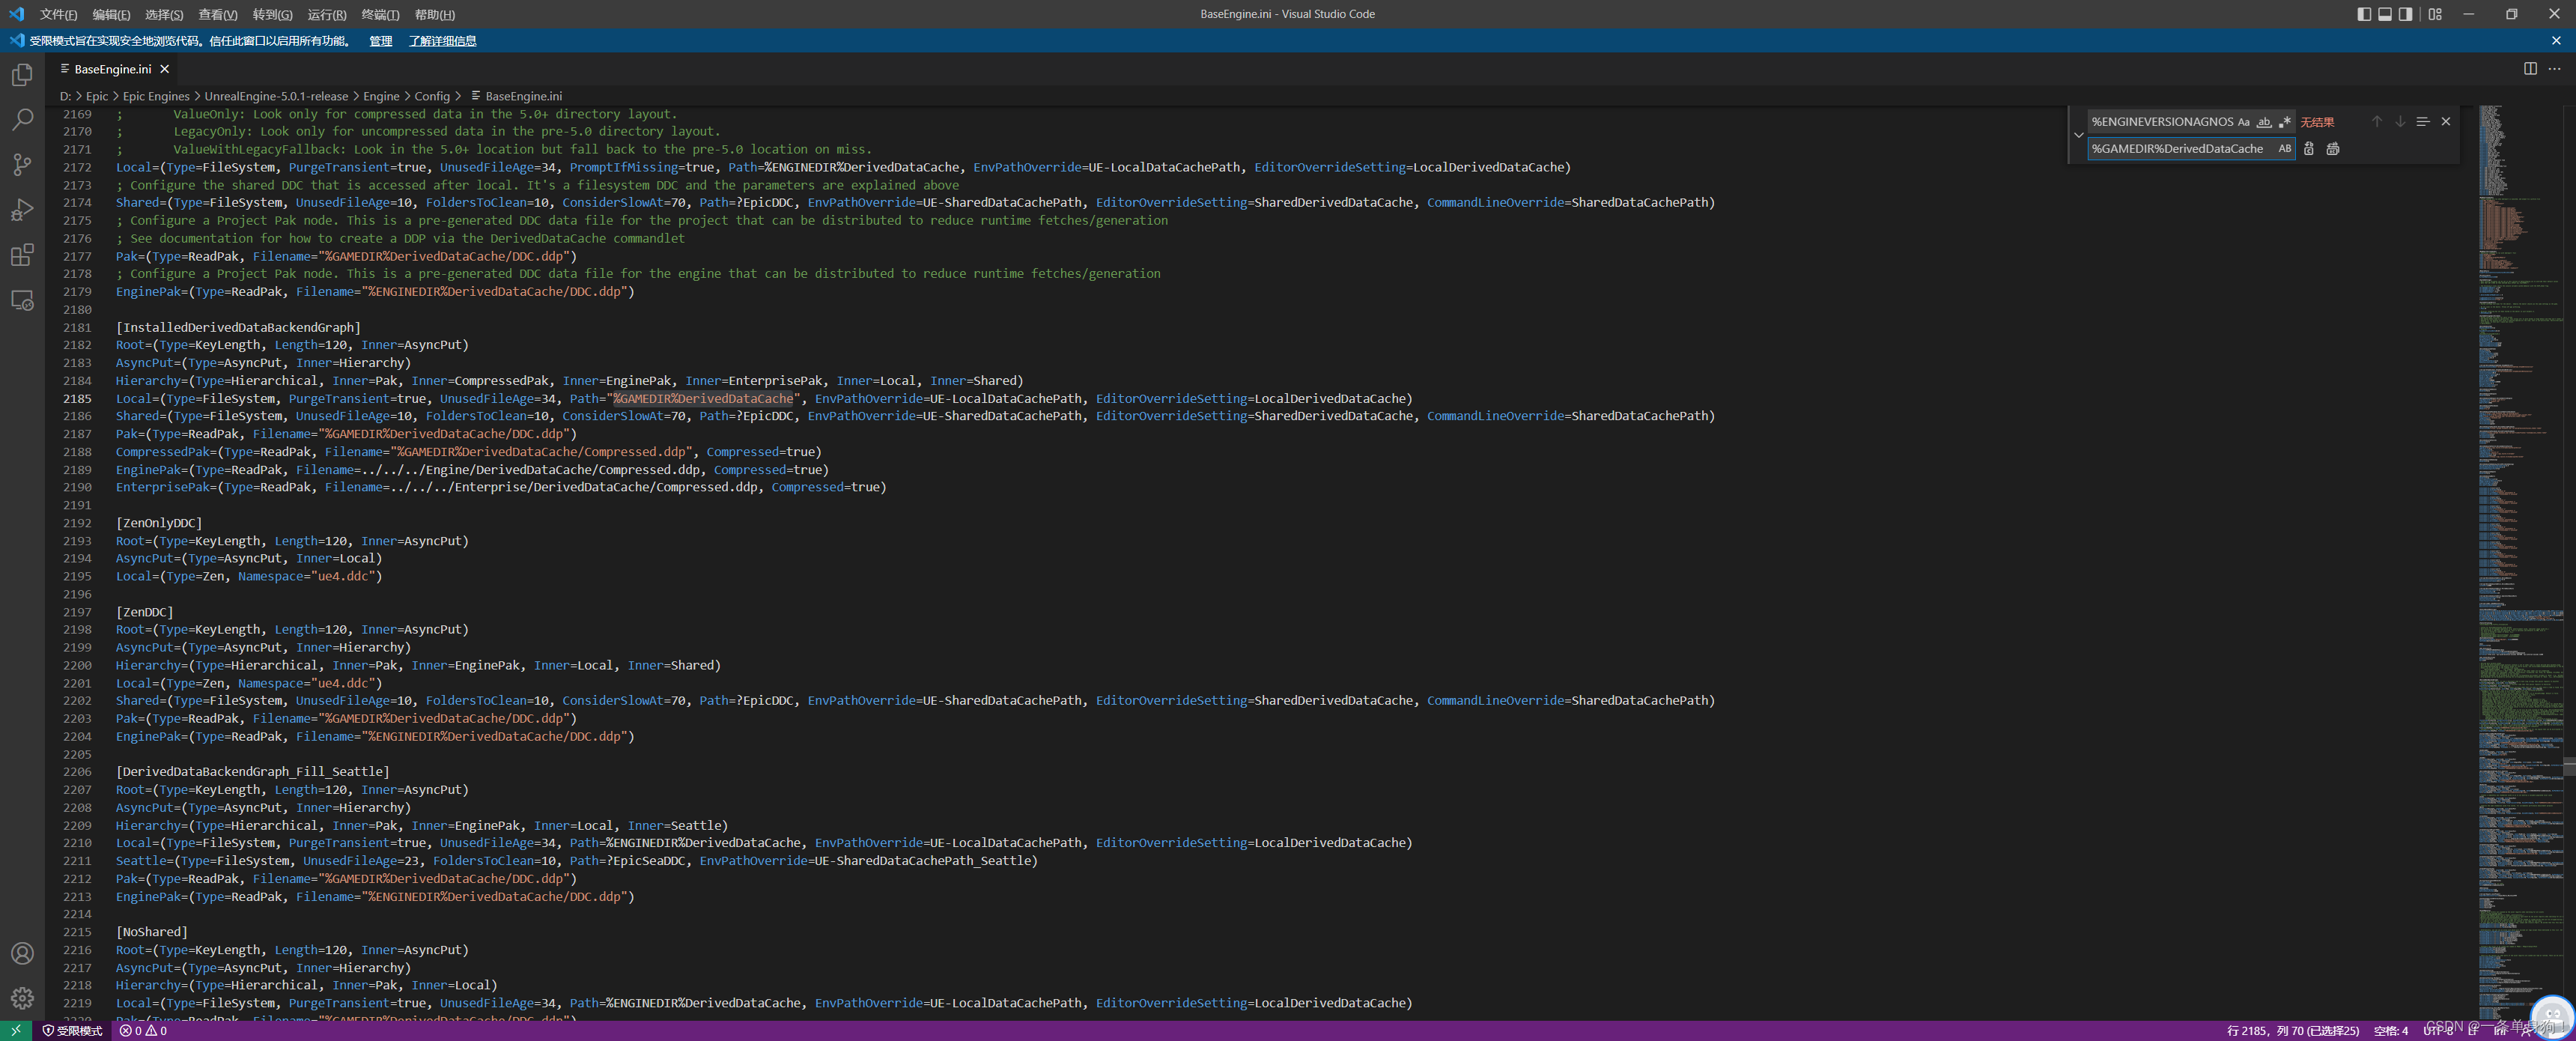 文件(F) 编辑(E) 选择(S) 查看(V) 转到(G) 运行(R) 终端(T) 帮助(H) BaseEngine.ini - Visual Studio Code
受限模式旨在实现安全地浏览代码。信任此窗口以启用所有功能。 管理 了解详细信息
BaseEngine.ini
D: > Epic > Epic Engines > UnrealEngine-5.0.1-release > Engine > Config > BaseEngine.ini
%ENGINEVERSIONAGNOS Aa ab .* 无结果
%GAMEDIR%DerivedDataCache AB
2169 ;       ValueOnly: Look only for compressed data in the 5.0+ directory layout.
2170 ;       LegacyOnly: Look only for uncompressed data in the pre-5.0 directory layout.
2171 ;       ValueWithLegacyFallback: Look in the 5.0+ location but fall back to the pre-5.0 location on miss.
2172 Local=(Type=FileSystem, PurgeTransient=true, UnusedFileAge=34, PromptIfMissing=true, Path=%ENGINEDIR%DerivedDataCache, EnvPathOverride=UE-LocalDataCachePath, EditorOverrideSetting=LocalDerivedDataCache)
2173 ; Configure the shared DDC that is accessed after local. It's a filesystem DDC and the parameters are explained above
2174 Shared=(Type=FileSystem, UnusedFileAge=10, FoldersToClean=10, ConsiderSlowAt=70, Path=?EpicDDC, EnvPathOverride=UE-SharedDataCachePath, EditorOverrideSetting=SharedDerivedDataCache, CommandLineOverride=SharedDataCachePath)
2175 ; Configure a Project Pak node. This is a pre-generated DDC data file for the project that can be distributed to reduce runtime fetches/generation
2176 ; See documentation for how to create a DDP via the DerivedDataCache commandlet
2177 Pak=(Type=ReadPak, Filename="%GAMEDIR%DerivedDataCache/DDC.ddp")
2178 ; Configure a Project Pak node. This is a pre-generated DDC data file for the engine that can be distributed to reduce runtime fetches/generation
2179 EnginePak=(Type=ReadPak, Filename="%ENGINEDIR%DerivedDataCache/DDC.ddp")
2180
2181 [InstalledDerivedDataBackendGraph]
2182 Root=(Type=KeyLength, Length=120, Inner=AsyncPut)
2183 AsyncPut=(Type=AsyncPut, Inner=Hierarchy)
2184 Hierarchy=(Type=Hierarchical, Inner=Pak, Inner=CompressedPak, Inner=EnginePak, Inner=EnterprisePak, Inner=Local, Inner=Shared)
2185 Local=(Type=FileSystem, PurgeTransient=true, UnusedFileAge=34, Path="%GAMEDIR%DerivedDataCache", EnvPathOverride=UE-LocalDataCachePath, EditorOverrideSetting=LocalDerivedDataCache)
2186 Shared=(Type=FileSystem, UnusedFileAge=10, FoldersToClean=10, ConsiderSlowAt=70, Path=?EpicDDC, EnvPathOverride=UE-SharedDataCachePath, EditorOverrideSetting=SharedDerivedDataCache, CommandLineOverride=SharedDataCachePath)
2187 Pak=(Type=ReadPak, Filename="%GAMEDIR%DerivedDataCache/DDC.ddp")
2188 CompressedPak=(Type=ReadPak, Filename="%GAMEDIR%DerivedDataCache/Compressed.ddp", Compressed=true)
2189 EnginePak=(Type=ReadPak, Filename=../../../Engine/DerivedDataCache/Compressed.ddp, Compressed=true)
2190 EnterprisePak=(Type=ReadPak, Filename=../../../Enterprise/DerivedDataCache/Compressed.ddp, Compressed=true)
2191
2192 [ZenOnlyDDC]
2193 Root=(Type=KeyLength, Length=120, Inner=AsyncPut)
2194 AsyncPut=(Type=AsyncPut, Inner=Local)
2195 Local=(Type=Zen, Namespace="ue4.ddc")
2196
2197 [ZenDDC]
2198 Root=(Type=KeyLength, Length=120, Inner=AsyncPut)
2199 AsyncPut=(Type=AsyncPut, Inner=Hierarchy)
2200 Hierarchy=(Type=Hierarchical, Inner=Pak, Inner=EnginePak, Inner=Local, Inner=Shared)
2201 Local=(Type=Zen, Namespace="ue4.ddc")
2202 Shared=(Type=FileSystem, UnusedFileAge=10, FoldersToClean=10, ConsiderSlowAt=70, Path=?EpicDDC, EnvPathOverride=UE-SharedDataCachePath, EditorOverrideSetting=SharedDerivedDataCache, CommandLineOverride=SharedDataCachePath)
2203 Pak=(Type=ReadPak, Filename="%GAMEDIR%DerivedDataCache/DDC.ddp")
2204 EnginePak=(Type=ReadPak, Filename="%ENGINEDIR%DerivedDataCache/DDC.ddp")
2205
2206 [DerivedDataBackendGraph_Fill_Seattle]
2207 Root=(Type=KeyLength, Length=120, Inner=AsyncPut)
2208 AsyncPut=(Type=AsyncPut, Inner=Hierarchy)
2209 Hierarchy=(Type=Hierarchical, Inner=Pak, Inner=EnginePak, Inner=Local, Inner=Seattle)
2210 Local=(Type=FileSystem, PurgeTransient=true, UnusedFileAge=34, Path=%ENGINEDIR%DerivedDataCache, EnvPathOverride=UE-LocalDataCachePath, EditorOverrideSetting=LocalDerivedDataCache)
2211 Seattle=(Type=FileSystem, UnusedFileAge=23, FoldersToClean=10, Path=?EpicSeaDDC, EnvPathOverride=UE-SharedDataCachePath_Seattle)
2212 Pak=(Type=ReadPak, Filename="%GAMEDIR%DerivedDataCache/DDC.ddp")
2213 EnginePak=(Type=ReadPak, Filename="%ENGINEDIR%DerivedDataCache/DDC.ddp")
2214
2215 [NoShared]
2216 Root=(Type=KeyLength, Length=120, Inner=AsyncPut)
2217 AsyncPut=(Type=AsyncPut, Inner=Hierarchy)
2218 Hierarchy=(Type=Hierarchical, Inner=Pak, Inner=Local)
2219 Local=(Type=FileSystem, PurgeTransient=true, UnusedFileAge=34, Path=%ENGINEDIR%DerivedDataCache, EnvPathOverride=UE-LocalDataCachePath, EditorOverrideSetting=LocalDerivedDataCache)
2220 Pak=(Type=ReadPak, Filename="%GAMEDIR%DerivedDataCache/DDC.ddp")
受限模式 0 0 行 2185，列 70 (已选择25) 空格: 4 UTF-8 LF Ini
CSDN @一条单身狗！